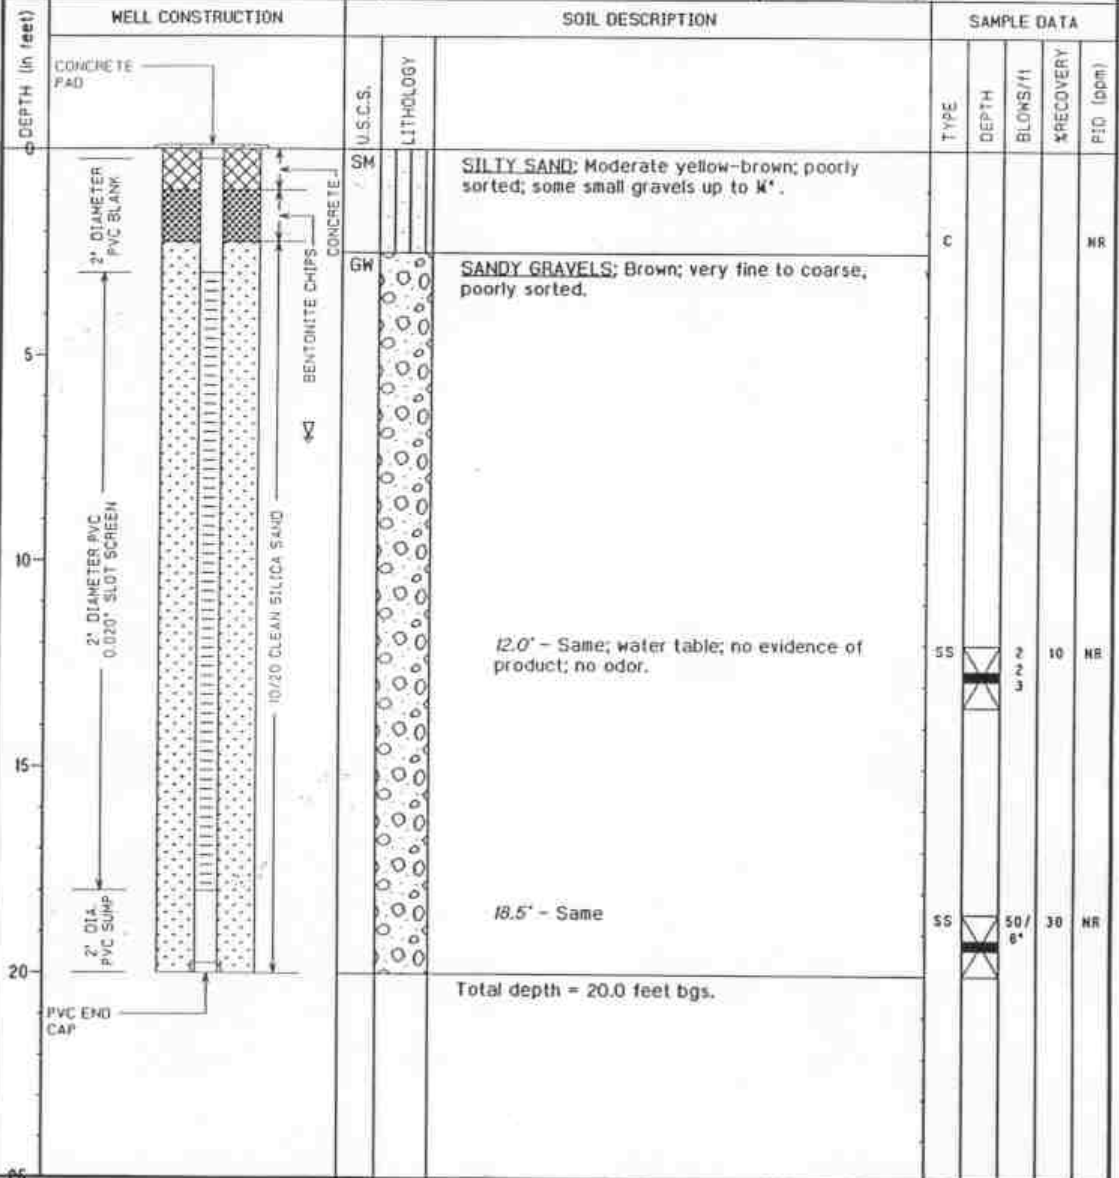 WELL CONSTRUCTION
SOIL DESCRIPTION
SAMPLE DATA
DEPTH (in feet)
U.S.C.S.
LITHOLOGY
TYPE
DEPTH
BLOWS/ft
%RECOVERY
PID (ppm)
CONCRETE
PAD
0
5
10
15
20
2" DIAMETER
PVC BLANK
2" DIAMETER PVC
0.020" SLOT SCREEN
2" DIA.
PVC SUMP
PVC END
CAP
CONCRETE
BENTONITE CHIPS
10/20 CLEAN SILICA SAND
SM
SILTY SAND: Moderate yellow-brown; poorly
sorted; some small gravels up to
C
NR
GW
SANDY GRAVELS: Brown; very fine to coarse,
poorly sorted.
12.0' - Same; water table; no evidence of
product; no odor.
SS
2
2
3
10
NR
18.5' - Same
SS
50/
6"
30
NR
Total depth = 20.0 feet bgs.